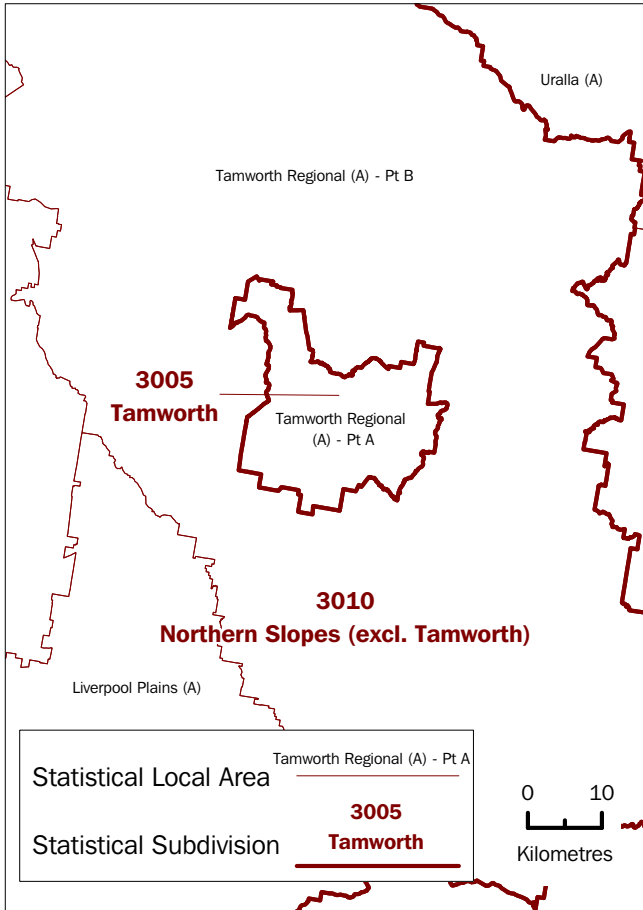 Uralla (A)
Tamworth Regional (A) - Pt B
3005
Tamworth
Tamworth Regional
(A) - Pt A
3010
Northern Slopes (excl. Tamworth)
Liverpool Plains (A)
Tamworth Regional (A) - Pt A
Statistical Local Area
3005
Tamworth
Statistical Subdivision
0 10
Kilometres